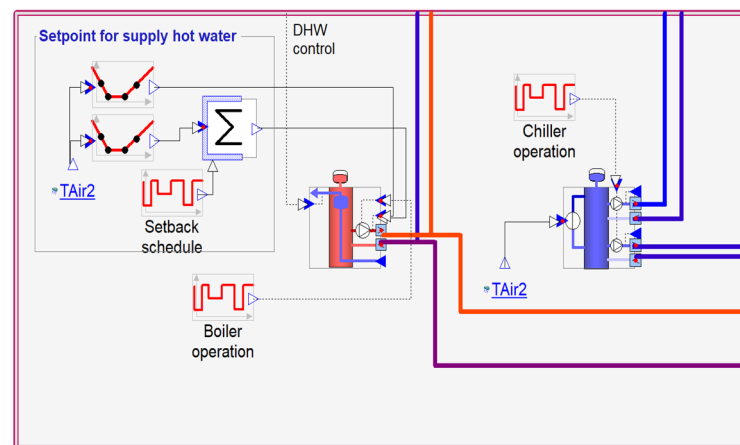 Setpoint for supply hot water
DHW
control
TAir2
Setback
schedule
Boiler
operation
Chiller
operation
TAir2